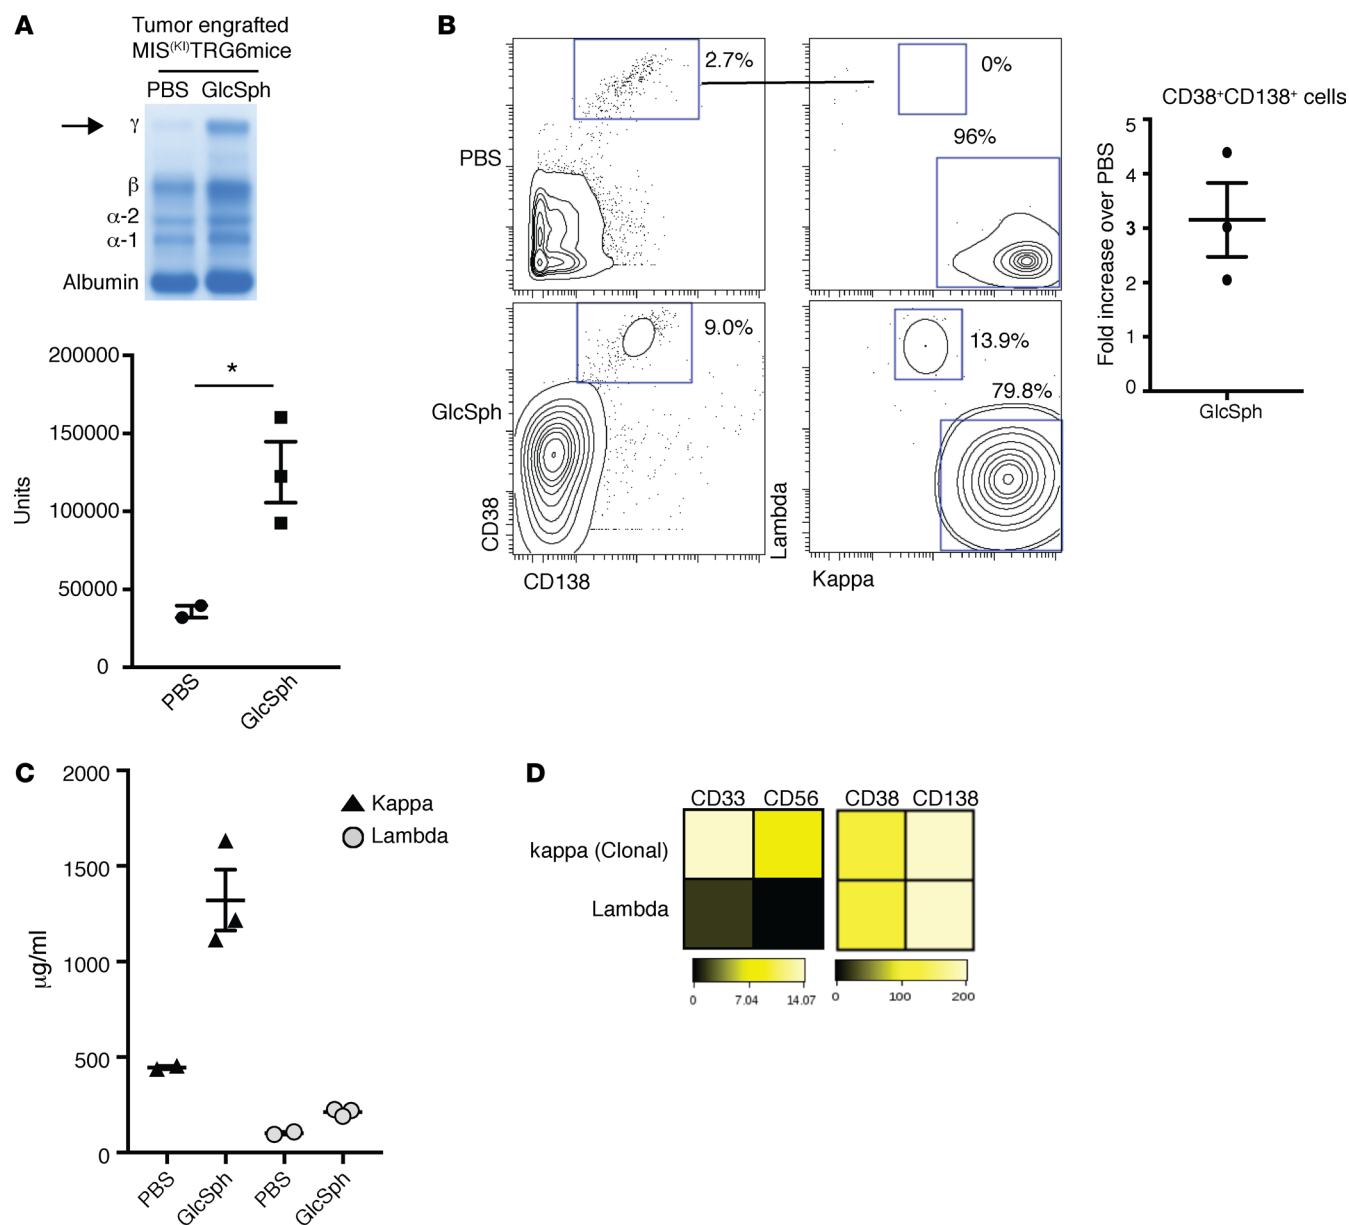 A
Tumor engrafted
MIS(KI)TRG6mice
PBS GlcSph
γ
β
α-2
α-1
Albumin
200000
150000
100000
50000
0
Units
*
PBS
GlcSph
B
PBS
2.7%
0%
96%
GlcSph
9.0%
13.9%
79.8%
CD38
CD138
Lambda
Kappa
CD38+CD138+ cells
Fold increase over PBS
5
4
3
2
1
0
GlcSph
C
2000
1500
1000
500
0
µg/ml
Kappa
Lambda
PBS
GlcSph
PBS
GlcSph
D
CD33 CD56 CD38 CD138
kappa (Clonal)
Lambda
0 7.04 14.07
0 100 200